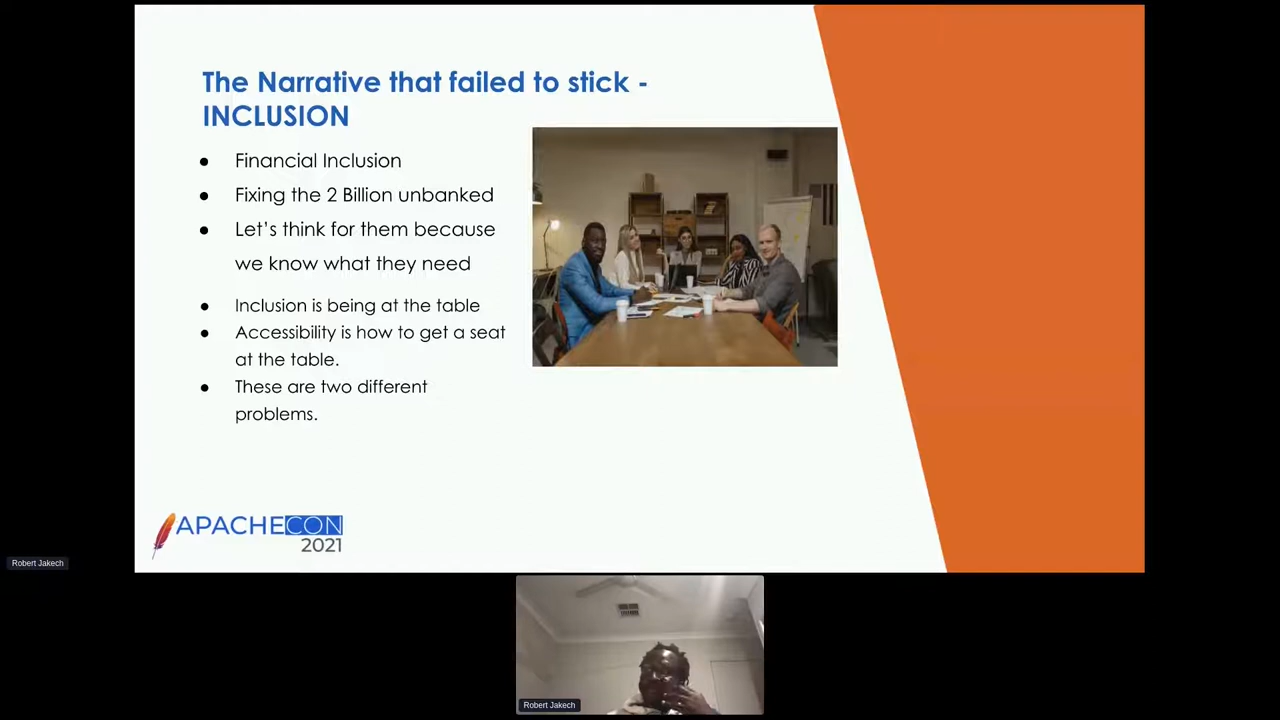 The Narrative that failed to stick -
INCLUSION
● Financial Inclusion
● Fixing the 2 Billion unbanked
● Let's think for them because
we know what they need
● Inclusion is being at the table
● Accessibility is how to get a seat
at the table.
● These are two different
problems.
APACHECON
2021
Robert Jakech
Robert Jakech